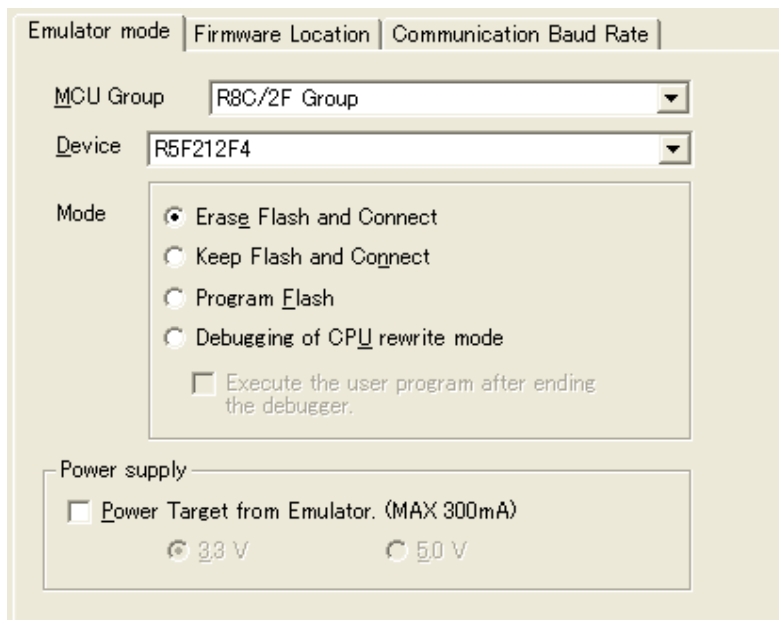 Emulator mode Firmware Location Communication Baud Rate
MCU Group R8C/2F Group
Device R5F212F4
Mode
Erase Flash and Connect
Keep Flash and Connect
Program Flash
Debugging of CPU rewrite mode
Execute the user program after ending
the debugger.
Power supply
Power Target from Emulator. (MAX 300mA)
3.3 V 5.0 V